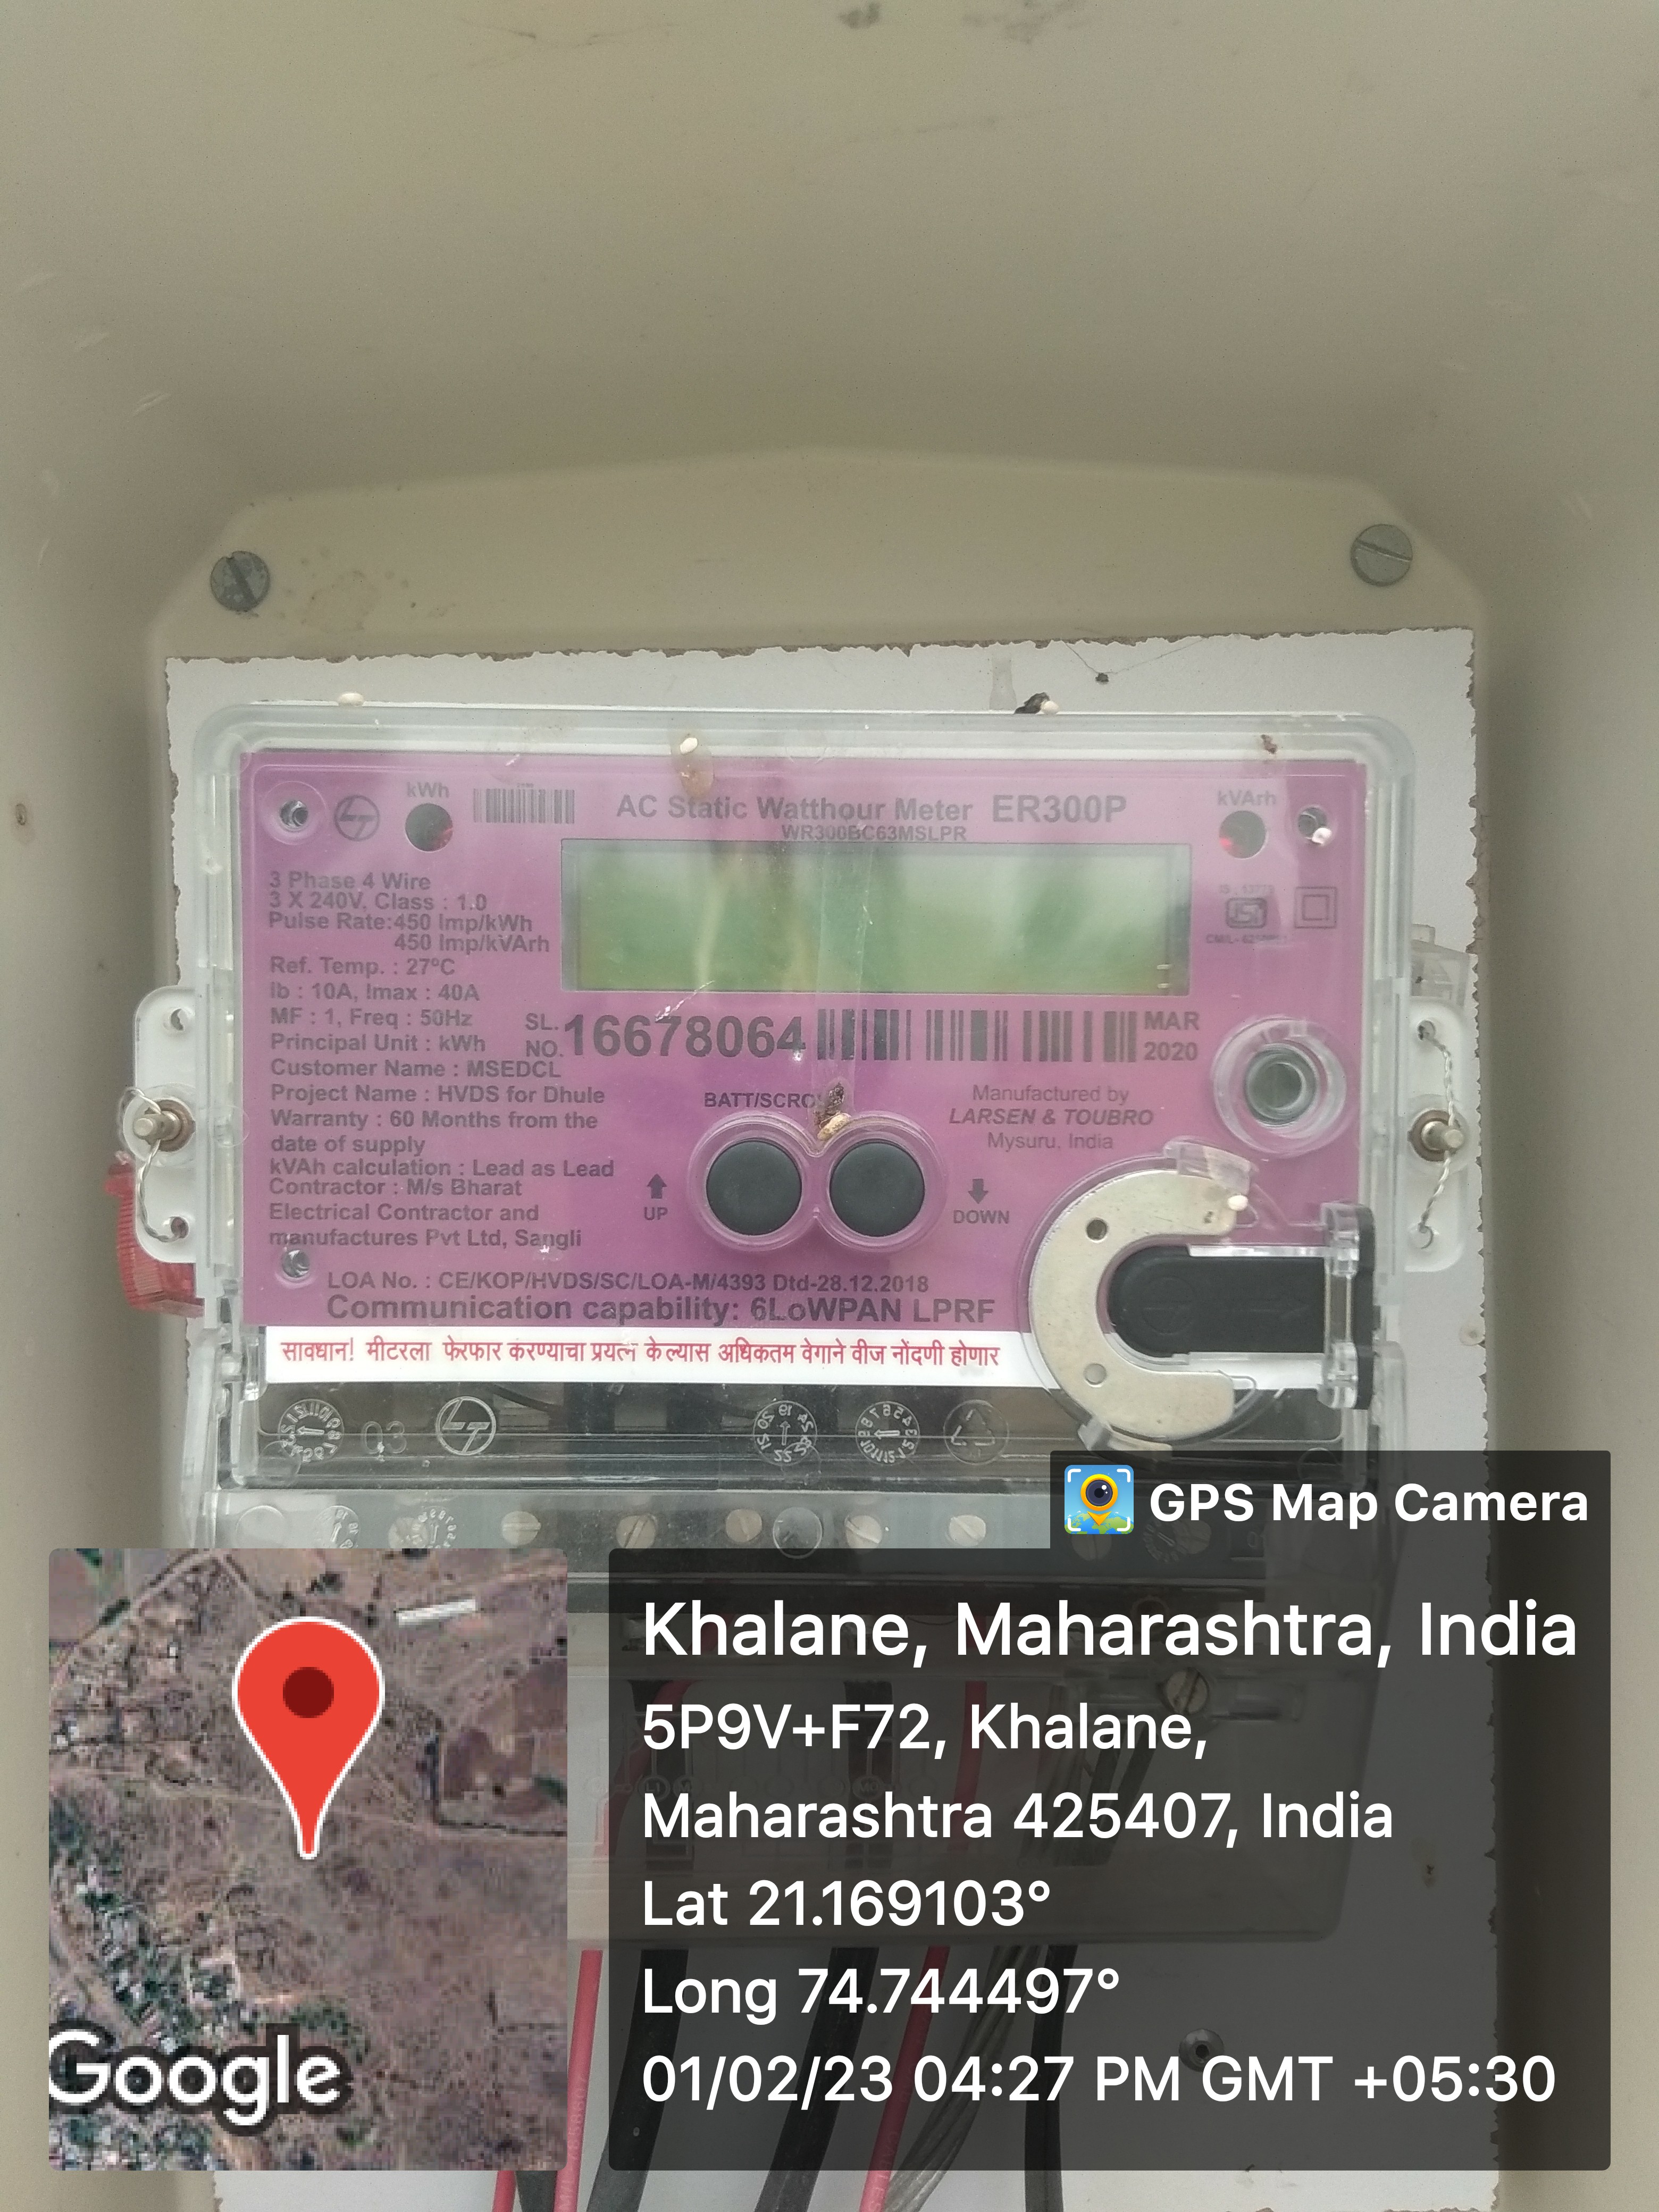 kWh
AC Static Watthour Meter ER300P
WR300BC63MSLPR
kVArh
3 Phase 4 Wire
3 X 240V, Class : 1.0
Pulse Rate:450 Imp/kWh
450 Imp/kVArh
Ref. Temp. : 27°C
Ib : 10A, Imax : 40A
MF : 1, Freq : 50Hz
Principal Unit : kWh
Customer Name : MSEDCL
Project Name : HVDS for Dhule
Warranty : 60 Months from the
date of supply
kVAh calculation : Lead as Lead
Contractor : M/s Bharat
Electrical Contractor and
manufactures Pvt Ltd, Sangli
SL. NO. 16678064
MAR
2020
BATT/SCRO
UP
DOWN
Manufactured by
LARSEN & TOUBRO
Mysuru. India
LOA No. : CE/KOP/HVDS/SC/LOA-M/4393 Dtd-28.12.2018
Communication capability: 6LoWPAN LPRF
सावधान! मीटरला फेरफार करण्याचा प्रयत्न केल्यास अधिकतम वेगाने वीज नोंदणी होणार
03
GPS Map Camera
Khalane, Maharashtra, India
5P9V+F72, Khalane,
Maharashtra 425407, India
Lat 21.169103°
Long 74.744497°
01/02/23 04:27 PM GMT +05:30
Google